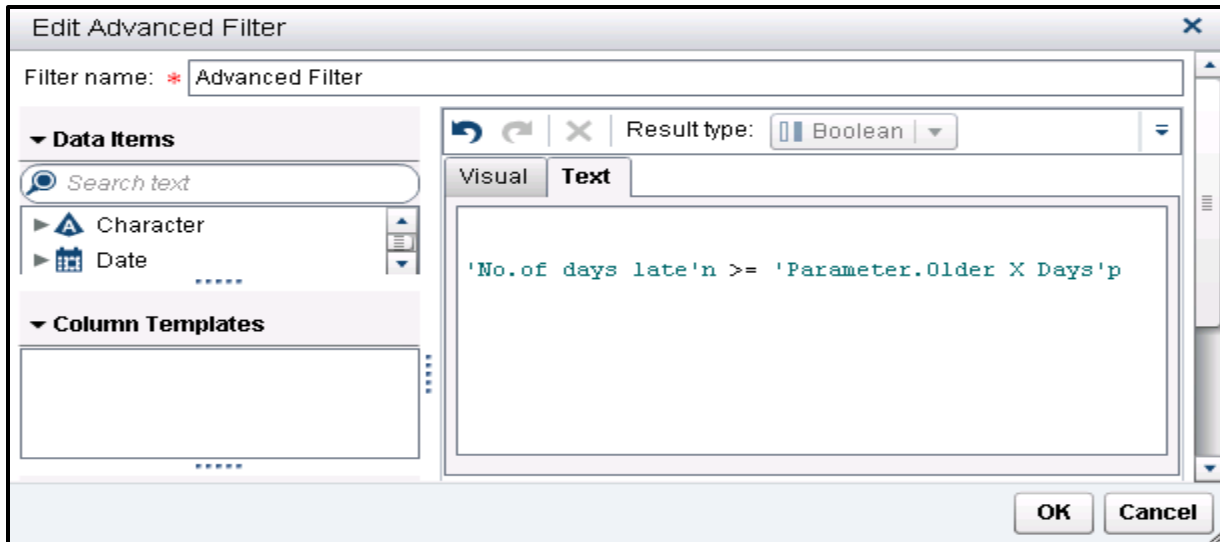 Edit Advanced Filter
Filter name: * Advanced Filter
Data Items
Search text
Character
Date
Column Templates
Result type: Boolean
Visual Text
'No.of days late'n >= 'Parameter.Older X Days'p
OK Cancel